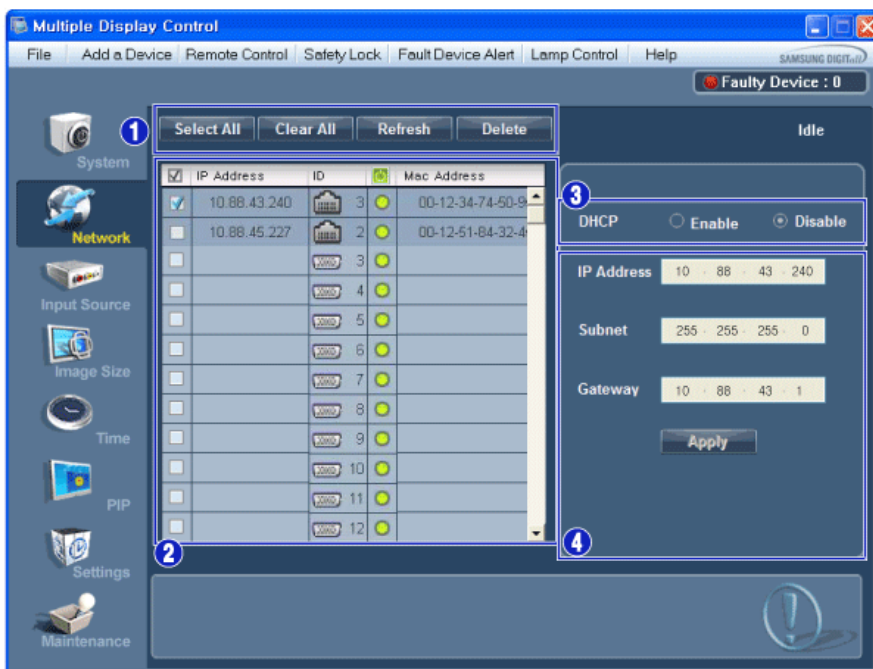 Multiple Display Control
File Add a Device Remote Control Safety Lock Fault Device Alert Lamp Control Help SAMSUNG DIGITall
Faulty Device : 0
1 Select All Clear All Refresh Delete Idle
System
Network
Input Source
Image Size
Time
PIP
Settings
Maintenance
IP Address ID Mac Address
10.88.43.240 3 00-12-34-74-50-9
10.88.45.227 2 00-12-51-84-32-4
3
4
5
6
7
8
9
10
11
12
2
3
DHCP Enable Disable
IP Address 10 . 88 . 43 . 240
Subnet 255 . 255 . 255 . 0
Gateway 10 . 88 . 43 . 1
Apply
4